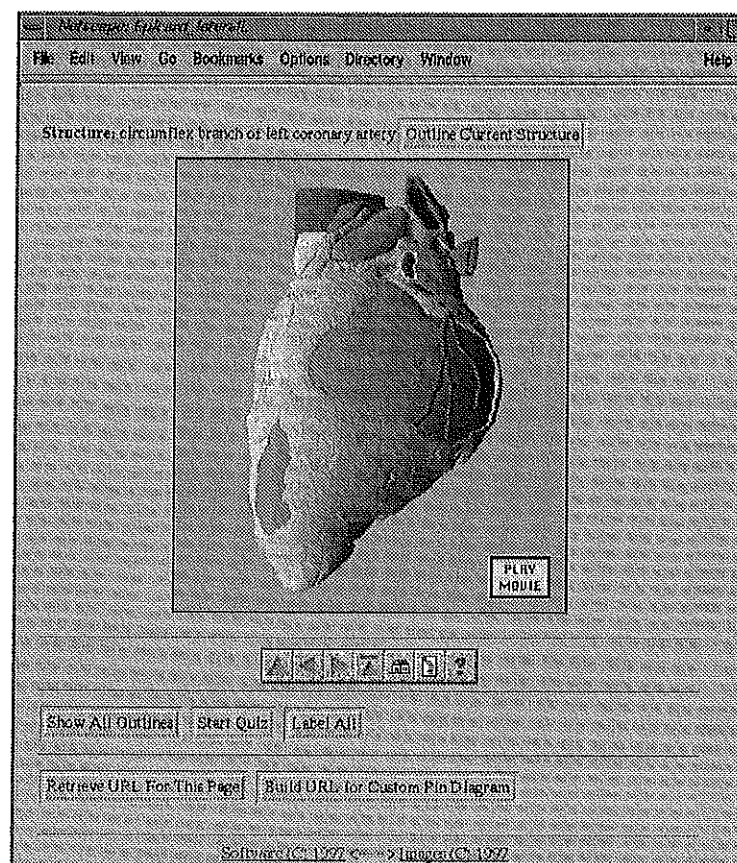 Netscape: Epicard_lateral1
File Edit View Go Bookmarks Options Directory Window Help
Structure: circumflex branch of left coronary artery Outline Current Structure
PLAY
MOVIE
Show All Outlines Start Quiz Label All
Retrieve URL For This Page Build URL for Custom Pin Diagram
Software (C) 1997 <----> Images (C) 1997